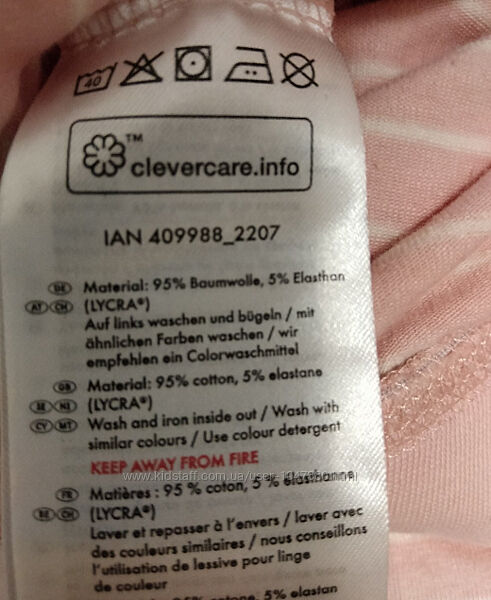 40
clevercare.info™
IAN 409988_2207
DE Material: 95% Baumwolle, 5% Elasthan
AT CH (LYCRA®)
Auf links waschen und bügeln / mit
ähnlichen Farben waschen / wir
empfehlen ein Colorwaschmittel
GB Material: 95% cotton, 5% elastane
IE NI (LYCRA®)
CY MT Wash and iron inside out / Wash with
similar colours / Use colour detergent
KEEP AWAY FROM FIRE
FR Matières : 95 % coton, 5 % élasthanne
BE CH (LYCRA®)
Laver et repasser à l'envers / laver avec
des couleurs similaires / nous conseillons
l'utilisation de lessive pour linge
de couleur
5% elastan